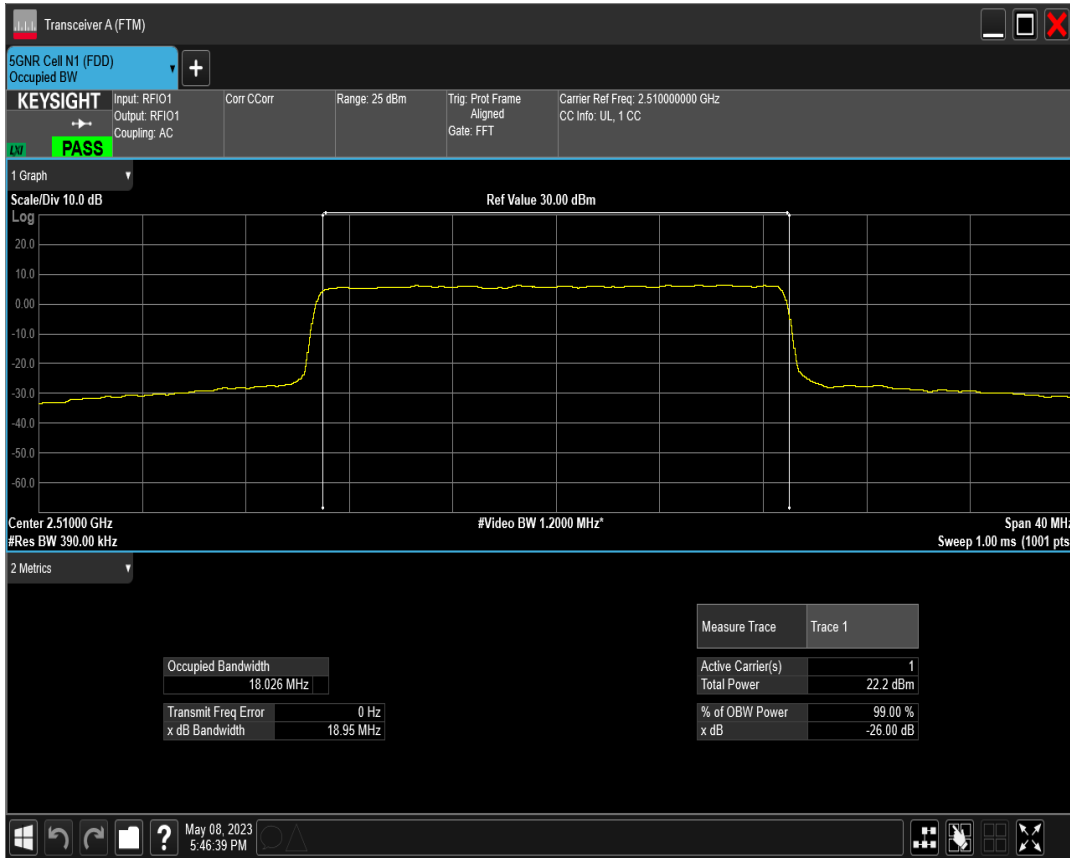 Transceiver A (FTM)
5GNR Cell N1 (FDD)
Occupied BW
+
KEYSIGHT
LXI
PASS
Input: RFIO1
Output: RFIO1
Coupling: AC
Corr CCorr
Range: 25 dBm
Trig: Prot Frame
Aligned
Gate: FFT
Carrier Ref Freq: 2.510000000 GHz
CC Info: UL, 1 CC
1 Graph
Scale/Div 10.0 dB
Ref Value 30.00 dBm
Log
20.0
10.0
0.00
-10.0
-20.0
-30.0
-40.0
-50.0
-60.0
Center 2.51000 GHz
#Video BW 1.2000 MHz*
Span 40 MHz
#Res BW 390.00 kHz
Sweep 1.00 ms (1001 pts
2 Metrics
Measure Trace Trace 1
Occupied Bandwidth
18.026 MHz
Active Carrier(s) 1
Total Power 22.2 dBm
Transmit Freq Error 0 Hz
x dB Bandwidth 18.95 MHz
% of OBW Power 99.00 %
x dB -26.00 dB
?
May 08, 2023
5:46:39 PM